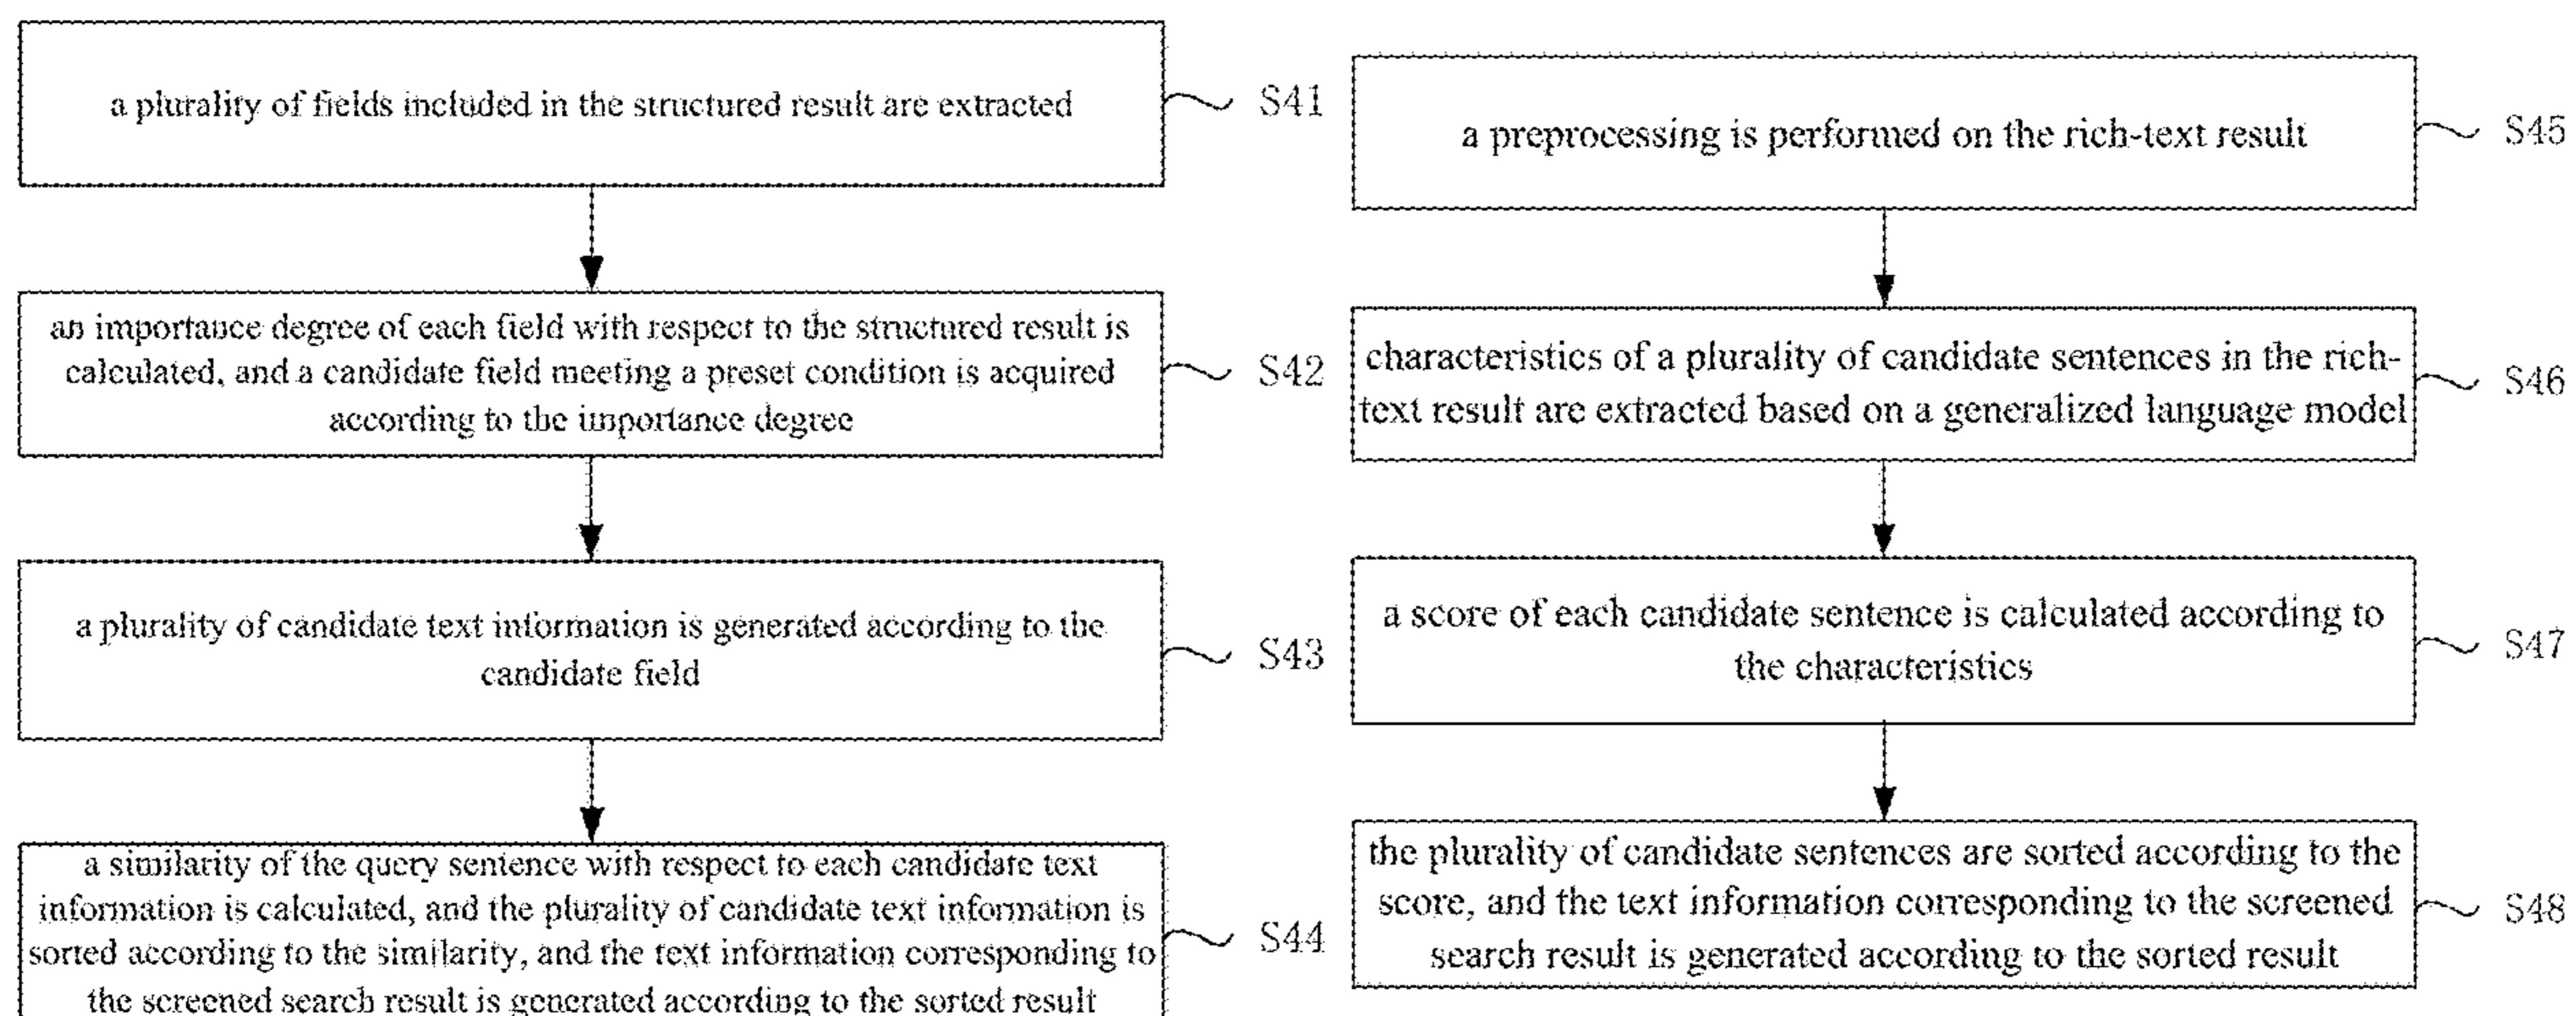 a plurality of fields included in the structured result are extracted
S41
an importance degree of each field with respect to the structured result is
calculated, and a candidate field meeting a preset condition is acquired
according to the importance degree
S42
a plurality of candidate text information is generated according to the
candidate field
S43
a similarity of the query sentence with respect to each candidate text
information is calculated, and the plurality of candidate text information is
sorted according to the similarity, and the text information corresponding to
the screened search result is generated according to the sorted result
S44
a preprocessing is performed on the rich-text result
S45
characteristics of a plurality of candidate sentences in the rich-
text result are extracted based on a generalized language model
S46
a score of each candidate sentence is calculated according to
the characteristics
S47
the plurality of candidate sentences are sorted according to the
score, and the text information corresponding to the screened
search result is generated according to the sorted result
S48